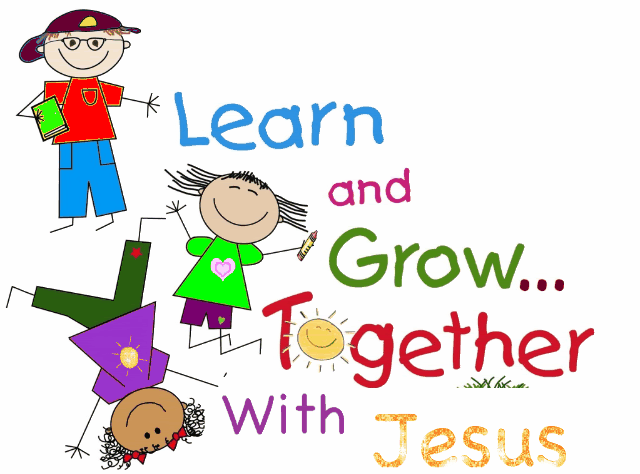 Learn
and
Grow...
Together
With Jesus